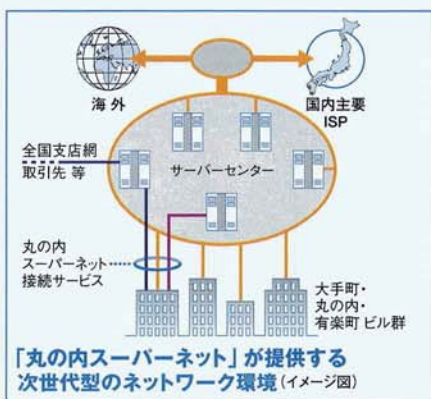 海外
国内主要
ISP
全国支店網
取引先 等
サーバーセンター
丸の内
スーパーネット
接続サービス
大手町・
丸の内・
有楽町 ビル群
「丸の内スーパーネット」が提供する
次世代型のネットワーク環境(イメージ図)